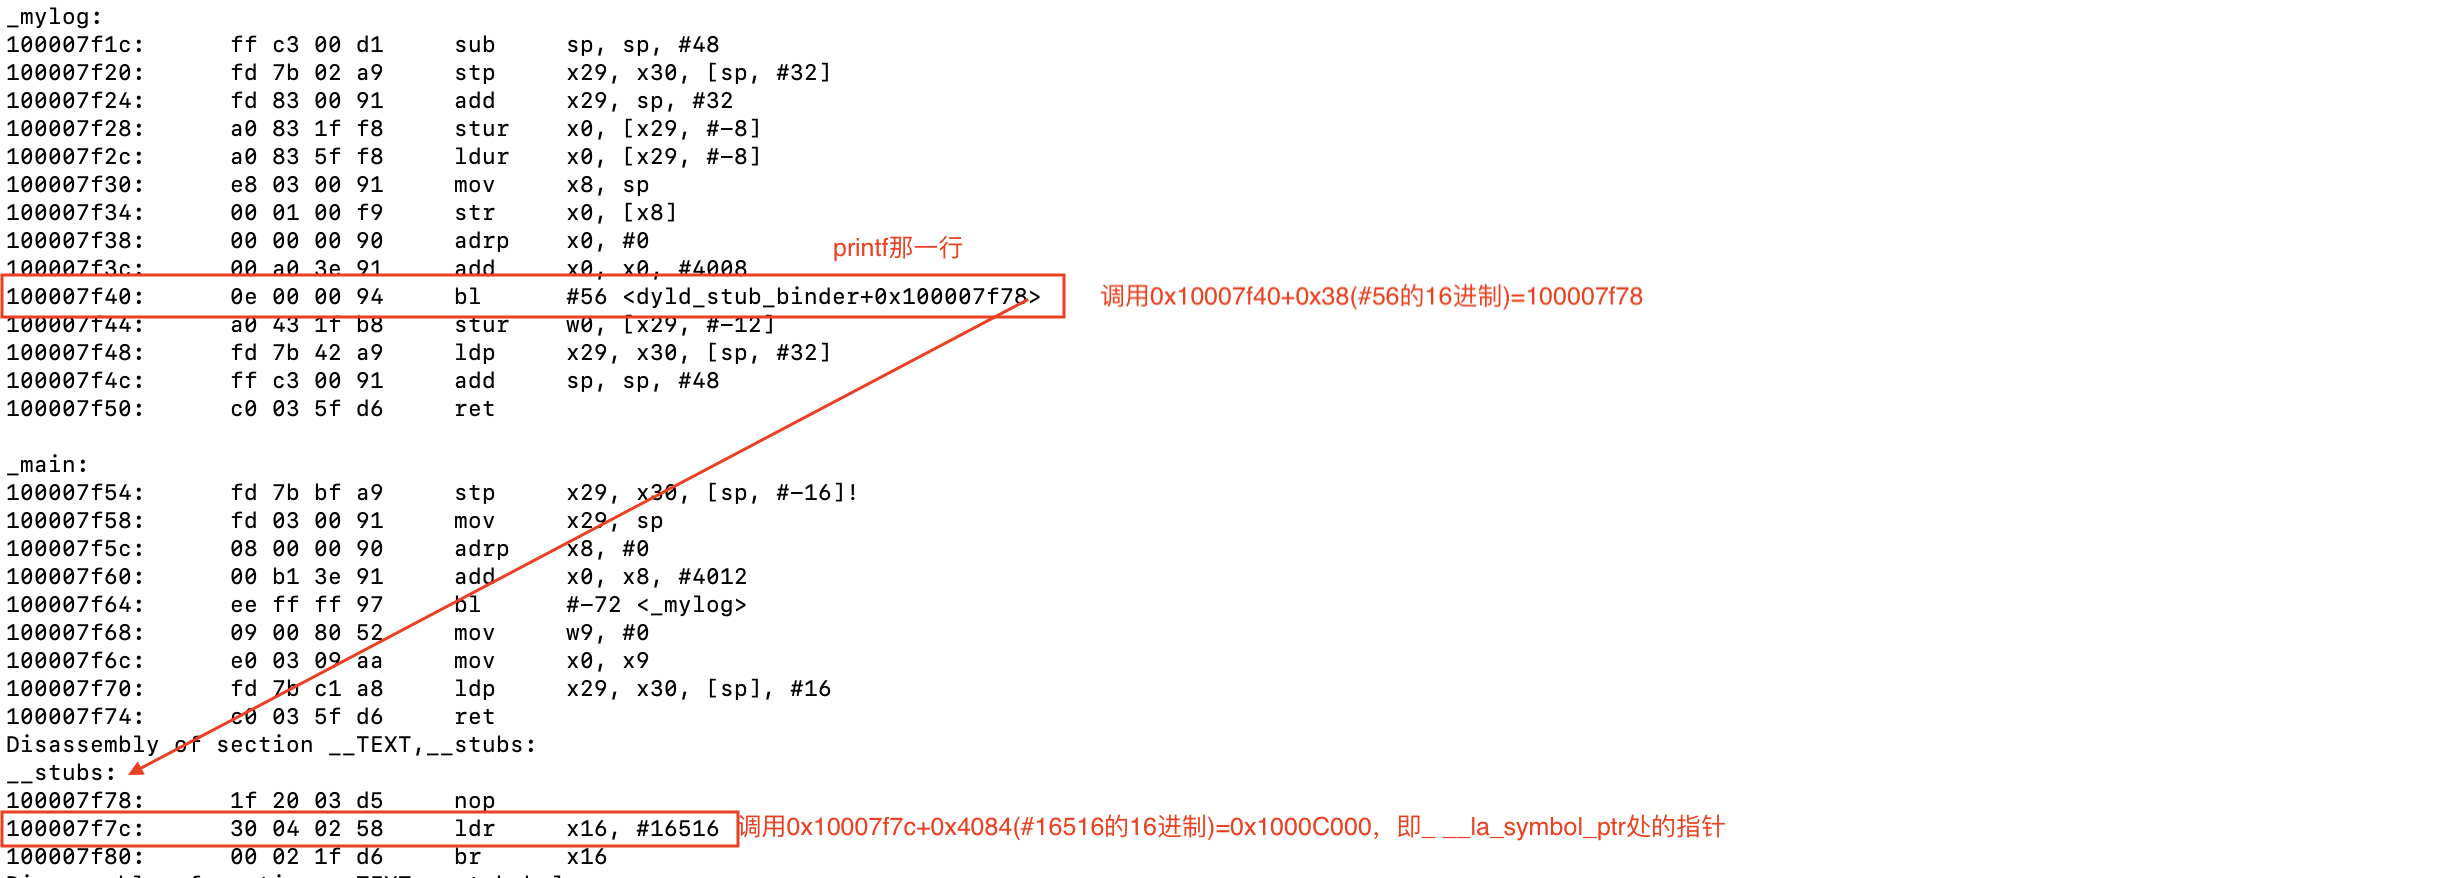 _mylog:
100007f1c: ff c3 00 d1 sub sp, sp, #48
100007f20: fd 7b 02 a9 stp x29, x30, [sp, #32]
100007f24: fd 83 00 91 add x29, sp, #32
100007f28: a0 83 1f f8 stur x0, [x29, #-8]
100007f2c: a0 83 5f f8 ldur x0, [x29, #-8]
100007f30: e8 03 00 91 mov x8, sp
100007f34: 00 01 00 f9 str x0, [x8]
100007f38: 00 00 00 90 adrp x0, #0
printf那一行
100007f3c: 00 a0 3e 91 add x0, x0, #4008
100007f40: 0e 00 00 94 bl #56 <dyld_stub_binder+0x100007f78> 调用0x10007f40+0x38(#56的16进制)=100007f78
100007f44: a0 43 1f b8 stur w0, [x29, #-12]
100007f48: fd 7b 42 a9 ldp x29, x30, [sp, #32]
100007f4c: ff c3 00 91 add sp, sp, #48
100007f50: c0 03 5f d6 ret
_main:
100007f54: fd 7b bf a9 stp x29, x30, [sp, #-16]!
100007f58: fd 03 00 91 mov x29, sp
100007f5c: 08 00 00 90 adrp x8, #0
100007f60: 00 b1 3e 91 add x0, x8, #4012
100007f64: ee ff ff 97 bl #-72 <_mylog>
100007f68: 09 00 80 52 mov w9, #0
100007f6c: e0 03 09 aa mov x0, x9
100007f70: fd 7b c1 a8 ldp x29, x30, [sp], #16
100007f74: c0 03 5f d6 ret
Disassembly of section __TEXT,__stubs:
__stubs:
100007f78: 1f 20 03 d5 nop
100007f7c: 30 04 02 58 ldr x16, #16516 调用0x10007f7c+0x4084(#16516的16进制)=0x1000C000，即_ __la_symbol_ptr处的指针
100007f80: 00 02 1f d6 br x16